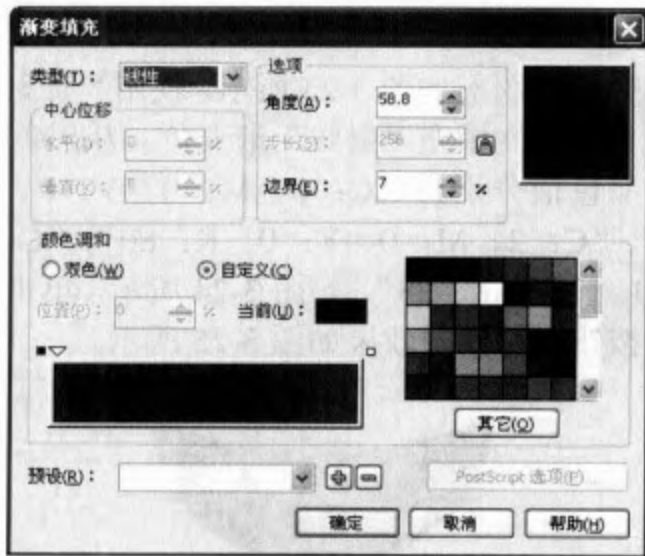 渐变填充
类型(T): 线性
选项
角度(A): 58.8
中心位移
水平(I): 0 %
步长(S): 256
垂直(V): %
边界(E): 7 %
颜色调和
双色(W) 自定义(C)
位置(P): 0 % 当前(U):
其它(O)
预设(R):
PostScript 选项(P)...
确定 取消 帮助(H)